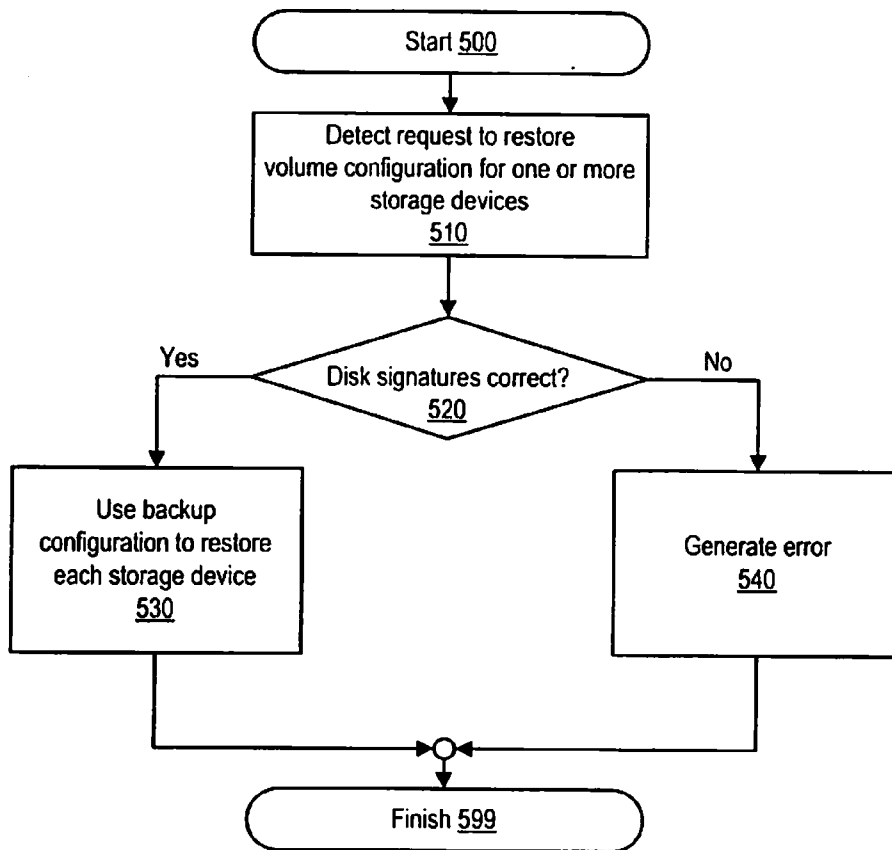 Start 500
Detect request to restore
volume configuration for one or more
storage devices
510
Yes
No
Disk signatures correct?
520
Use backup
configuration to restore
each storage device
530
Generate error
540
Finish 599